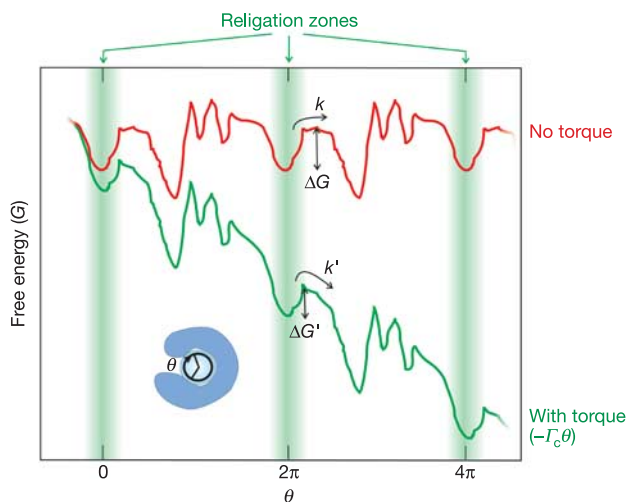 Religation zones
k
No torque
ΔG
Free energy (G)
k'
ΔG'
θ
With torque
(–Γcθ)
0
2π
4π
θ